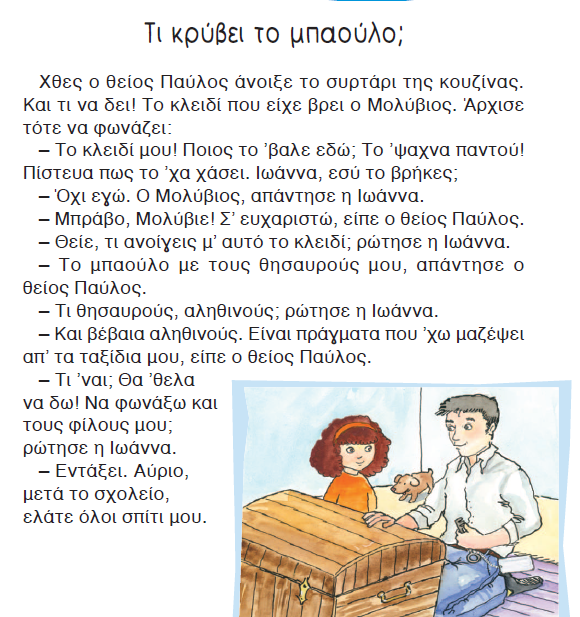 Τι κρύβει το μπαούλο;
Χθες ο θείος Παύλος άνοιξε το συρτάρι της κουζίνας.
Και τι να δει! Το κλειδί που είχε βρει ο Μολύβιος. Άρχισε
τότε να φωνάζει:
– Το κλειδί μου! Ποιος το ’βαλε εδώ; Το ’ψαχνα παντού!
Πίστευα πως το ’χα χάσει. Ιωάννα, εσύ το βρήκες;
– Όχι εγώ. Ο Μολύβιος, απάντησε η Ιωάννα.
– Μπράβο, Μολύβιε! Σ’ ευχαριστώ, είπε ο θείος Παύλος.
– Θείε, τι ανοίγεις μ’ αυτό το κλειδί; ρώτησε η Ιωάννα.
– Το μπαούλο με τους θησαυρούς μου, απάντησε ο
θείος Παύλος.
– Τι θησαυρούς, αληθινούς; ρώτησε η Ιωάννα.
– Και βέβαια αληθινούς. Είναι πράγματα που ’χω μαζέψει
απ’ τα ταξίδια μου, είπε ο θείος Παύλος.
– Τι ’ναι; Θα ’θελα
να δω! Να φωνάξω και
τους φίλους μου;
ρώτησε η Ιωάννα.
– Εντάξει. Αύριο,
μετά το σχολείο,
ελάτε όλοι σπίτι μου.